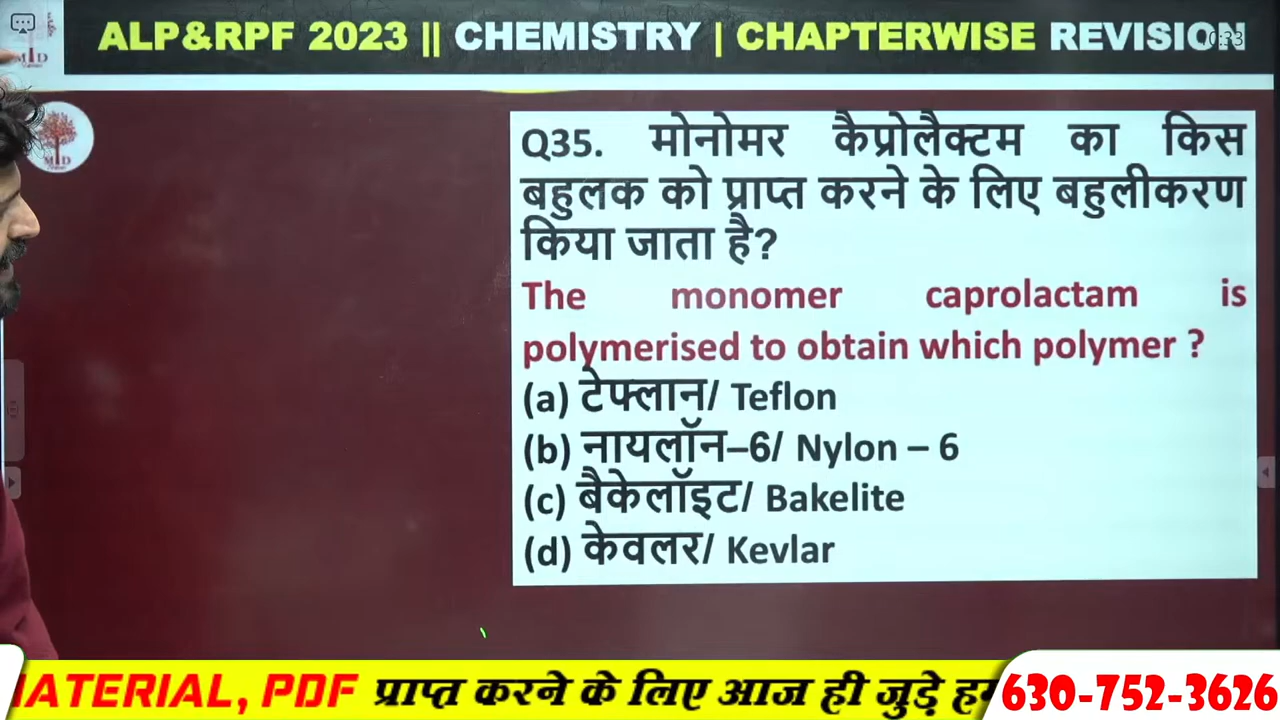 ALP&RPF 2023 || CHEMISTRY | CHAPTERWISE REVISION
Q35. मोनोमर कैप्रोलैक्टम का किस
बहुलक को प्राप्त करने के लिए बहुलीकरण
किया जाता है?
The monomer caprolactam is
polymerised to obtain which polymer ?
(a) टेफ्लान/ Teflon
(b) नायलॉन–6/ Nylon – 6
(c) बैकेलॉइट/ Bakelite
(d) केवलर/ Kevlar
MATERIAL, PDF प्राप्त करने के लिए आज ही जुड़े
630-752-3626